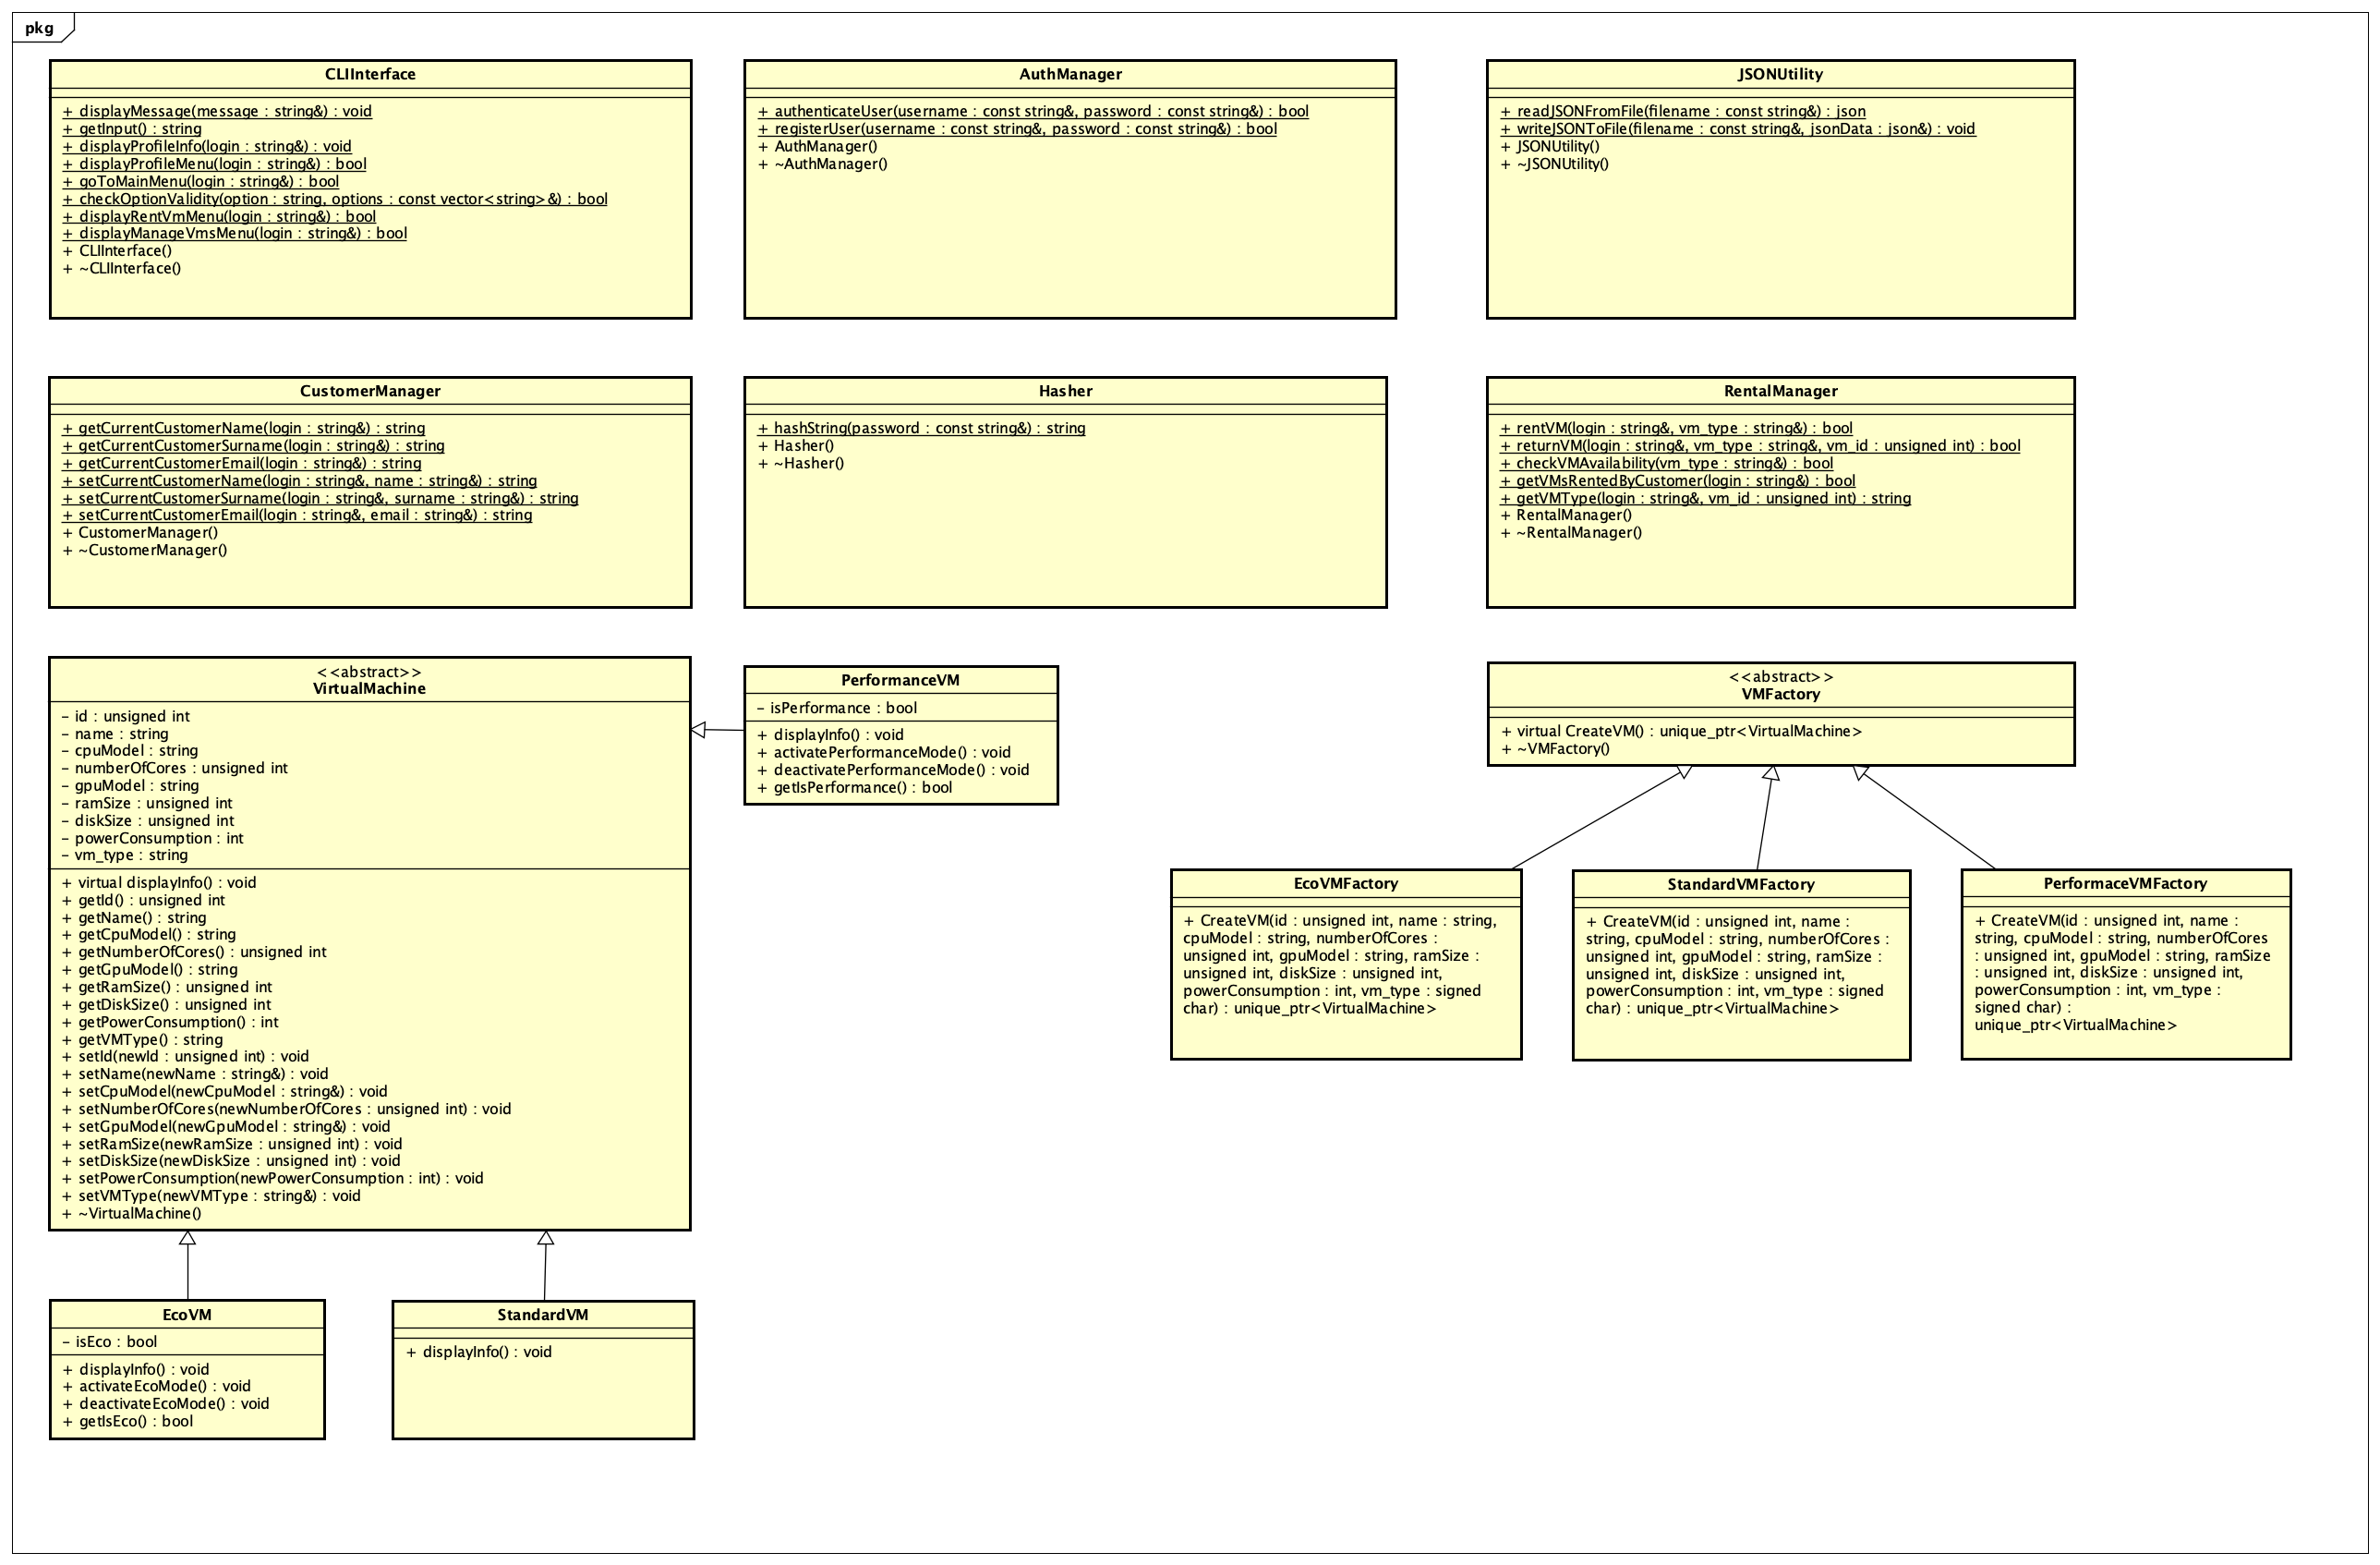 pkg
CLIInterface
+ displayMessage(message : string&) : void
+ getInput() : string
+ displayProfileInfo(login : string&) : void
+ displayProfileMenu(login : string&) : bool
+ goToMainMenu(login : string&) : bool
+ checkOptionValidity(option : string, options : const vector<string>&) : bool
+ displayRentVmMenu(login : string&) : bool
+ displayManageVmsMenu(login : string&) : bool
+ CLIInterface()
+ ~CLIInterface()
AuthManager
+ authenticateUser(username : const string&, password : const string&) : bool
+ registerUser(username : const string&, password : const string&) : bool
+ AuthManager()
+ ~AuthManager()
JSONUtility
+ readJSONFromFile(filename : const string&) : json
+ writeJSONToFile(filename : const string&, jsonData : json&) : void
+ JSONUtility()
+ ~JSONUtility()
CustomerManager
+ getCurrentCustomerName(login : string&) : string
+ getCurrentCustomerSurname(login : string&) : string
+ getCurrentCustomerEmail(login : string&) : string
+ setCurrentCustomerName(login : string&, name : string&) : string
+ setCurrentCustomerSurname(login : string&, surname : string&) : string
+ setCurrentCustomerEmail(login : string&, email : string&) : string
+ CustomerManager()
+ ~CustomerManager()
Hasher
+ hashString(password : const string&) : string
+ Hasher()
+ ~Hasher()
RentalManager
+ rentVM(login : string&, vm_type : string&) : bool
+ returnVM(login : string&, vm_type : string&, vm_id : unsigned int) : bool
+ checkVMAvailability(vm_type : string&) : bool
+ getVMsRentedByCustomer(login : string&) : bool
+ getVMType(login : string&, vm_id : unsigned int) : string
+ RentalManager()
+ ~RentalManager()
<<abstract>>
VirtualMachine
- id : unsigned int
- name : string
- cpuModel : string
- numberOfCores : unsigned int
- gpuModel : string
- ramSize : unsigned int
- diskSize : unsigned int
- powerConsumption : int
- vm_type : string
+ virtual displayInfo() : void
+ getId() : unsigned int
+ getName() : string
+ getCpuModel() : string
+ getNumberOfCores() : unsigned int
+ getGpuModel() : string
+ getRamSize() : unsigned int
+ getDiskSize() : unsigned int
+ getPowerConsumption() : int
+ getVMType() : string
+ setId(newId : unsigned int) : void
+ setName(newName : string&) : void
+ setCpuModel(newCpuModel : string&) : void
+ setNumberOfCores(newNumberOfCores : unsigned int) : void
+ setGpuModel(newGpuModel : string&) : void
+ setRamSize(newRamSize : unsigned int) : void
+ setDiskSize(newDiskSize : unsigned int) : void
+ setPowerConsumption(newPowerConsumption : int) : void
+ setVMType(newVMType : string&) : void
+ ~VirtualMachine()
PerformanceVM
- isPerformance : bool
+ displayInfo() : void
+ activatePerformanceMode() : void
+ deactivatePerformanceMode() : void
+ getIsPerformance() : bool
<<abstract>>
VMFactory
+ virtual CreateVM() : unique_ptr<VirtualMachine>
+ ~VMFactory()
EcoVMFactory
+ CreateVM(id : unsigned int, name : string,
cpuModel : string, numberOfCores :
unsigned int, gpuModel : string, ramSize :
unsigned int, diskSize : unsigned int,
powerConsumption : int, vm_type : signed
char) : unique_ptr<VirtualMachine>
StandardVMFactory
+ CreateVM(id : unsigned int, name :
string, cpuModel : string, numberOfCores :
unsigned int, gpuModel : string, ramSize :
unsigned int, diskSize : unsigned int,
powerConsumption : int, vm_type : signed
char) : unique_ptr<VirtualMachine>
PerformaceVMFactory
+ CreateVM(id : unsigned int, name :
string, cpuModel : string, numberOfCores
: unsigned int, gpuModel : string, ramSize
: unsigned int, diskSize : unsigned int,
powerConsumption : int, vm_type :
signed char) :
unique_ptr<VirtualMachine>
EcoVM
- isEco : bool
+ displayInfo() : void
+ activateEcoMode() : void
+ deactivateEcoMode() : void
+ getIsEco() : bool
StandardVM
+ displayInfo() : void